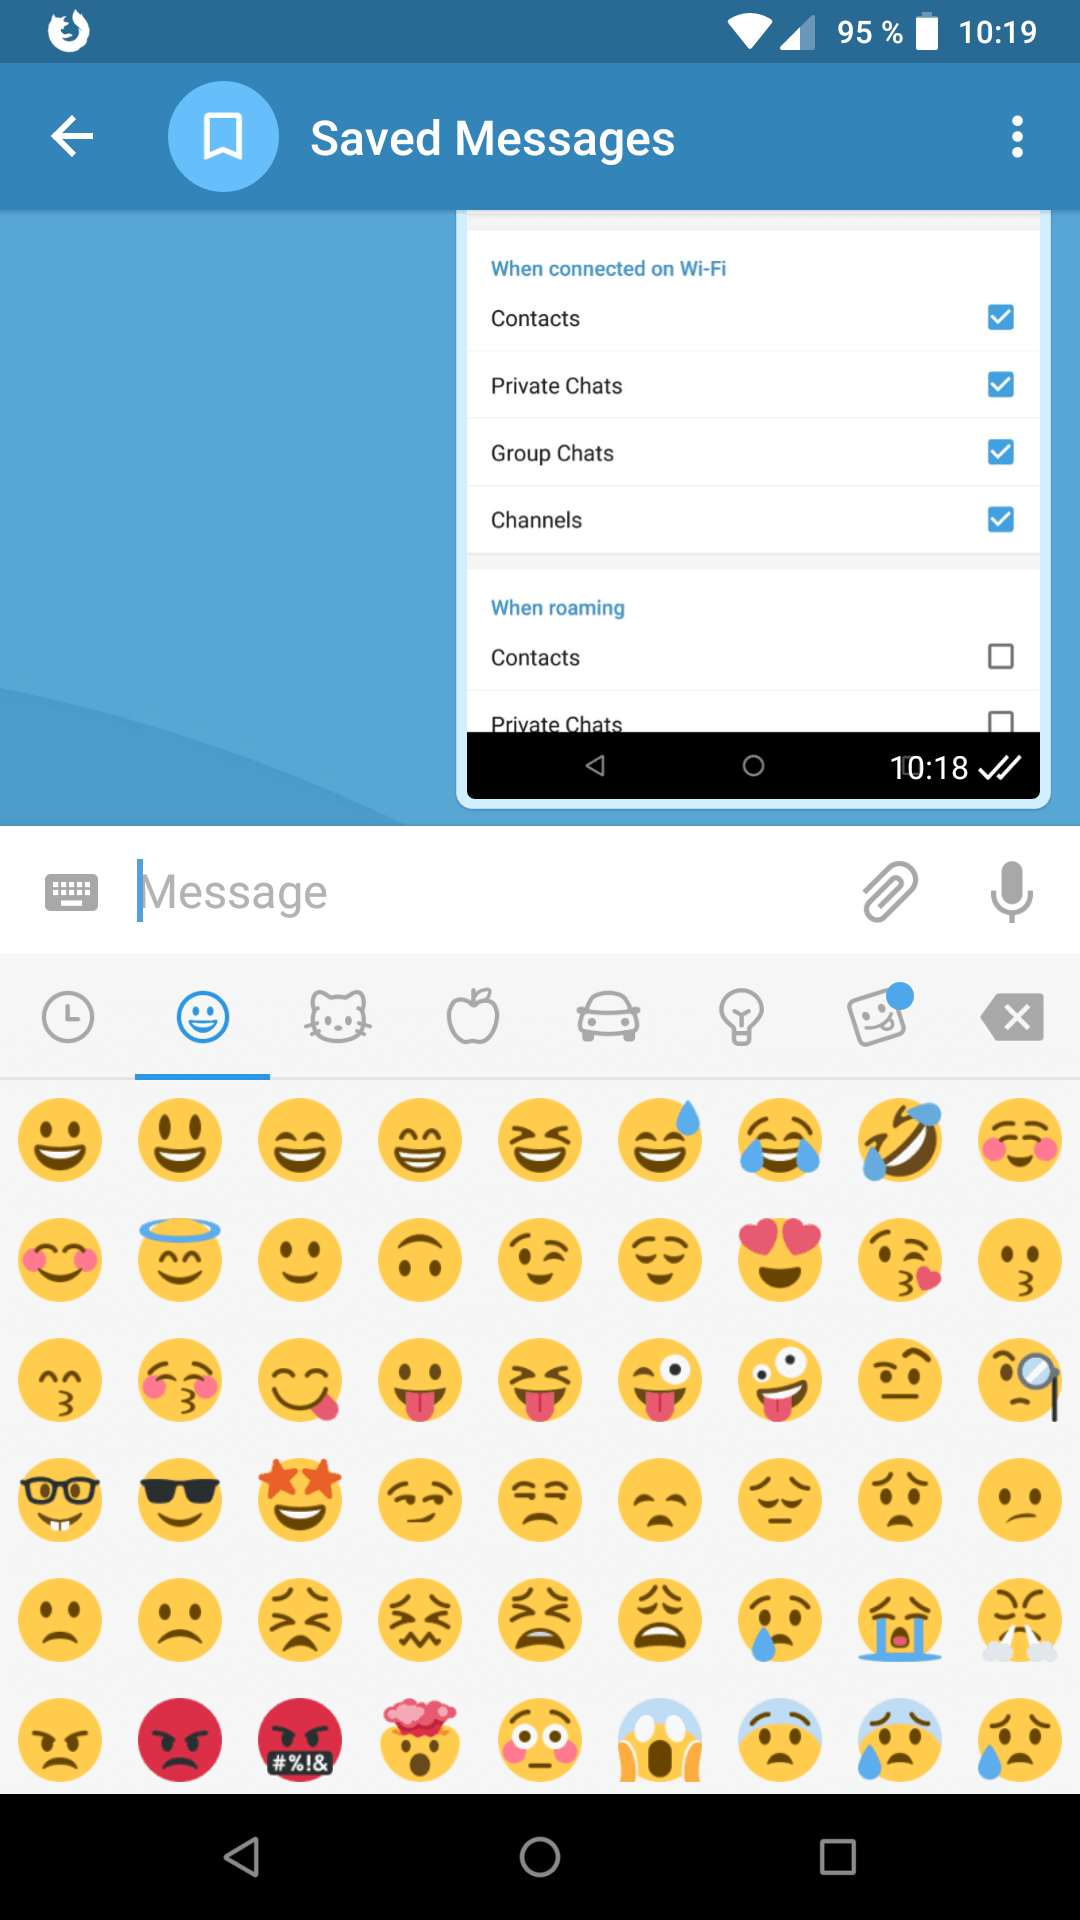 95 % 10:19
Saved Messages
When connected on Wi-Fi
Contacts
Private Chats
Group Chats
Channels
When roaming
Contacts
Private Chats
10:18
Message
#%!&